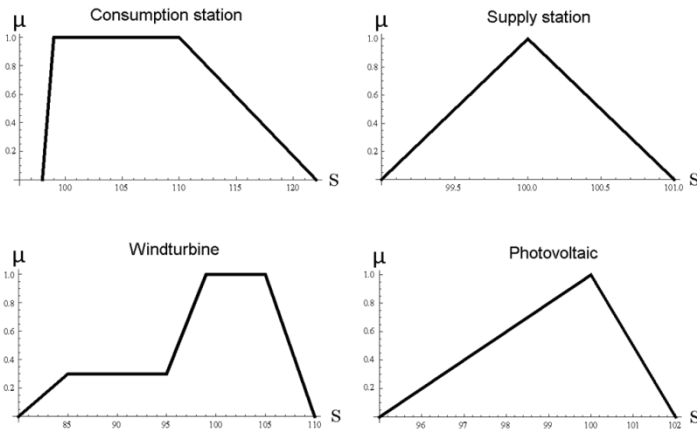 Consumption station
μ
1.0
0.8
0.6
0.4
0.2
100 105 110 115 120 S
Supply station
μ
1.0
0.8
0.6
0.4
0.2
99.5 100.0 100.5 101.0 S
Windturbine
μ
1.0
0.8
0.6
0.4
0.2
80 85 90 95 100 105 110 S
Photovoltaic
μ
1.0
0.8
0.6
0.4
0.2
96 97 98 99 100 101 102 S